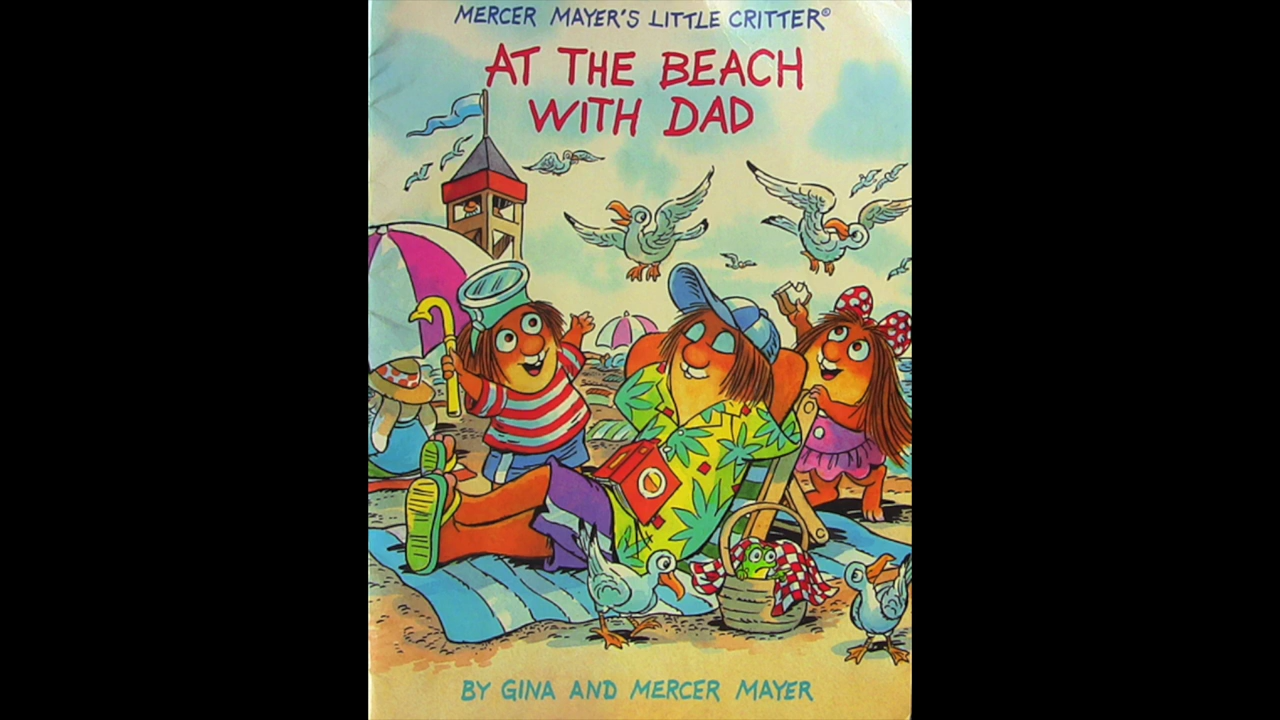 MERCER MAYER'S LITTLE CRITTER®
AT THE BEACH
WITH DAD
BY GINA AND MERCER MAYER